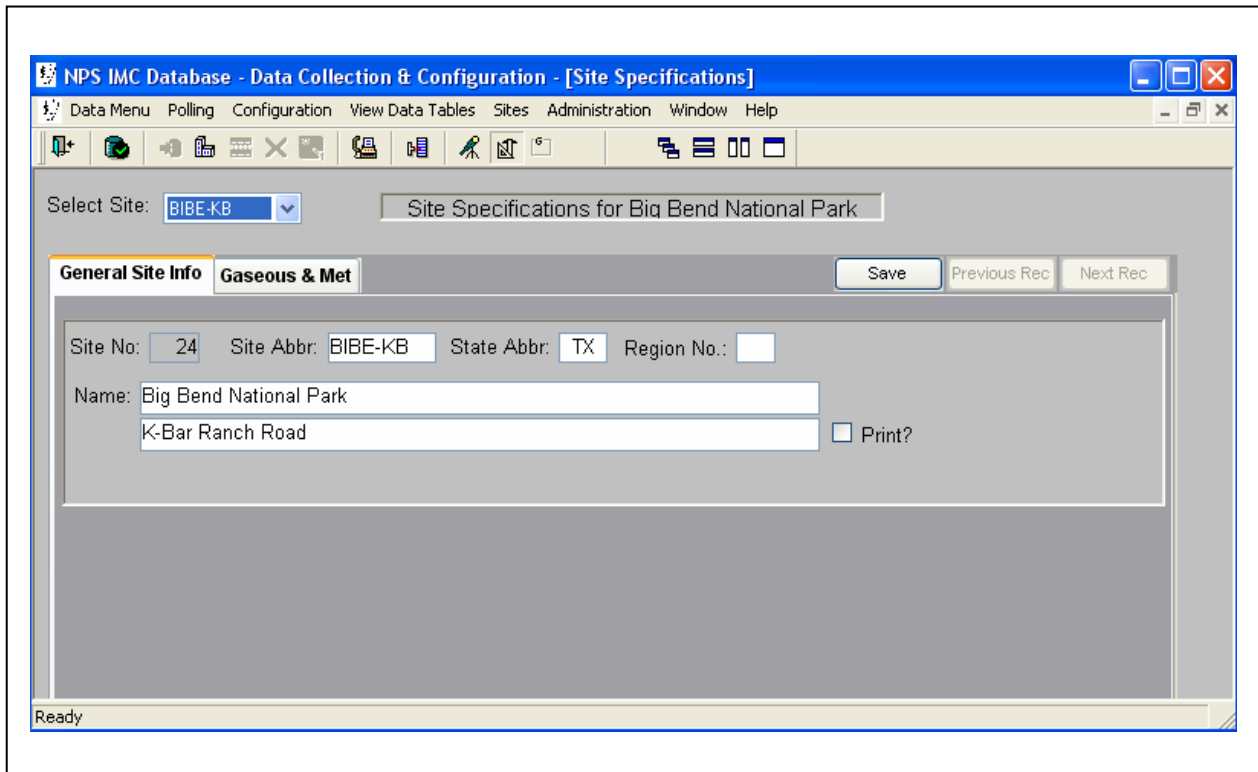 NPS IMC Database - Data Collection & Configuration - [Site Specifications]
Data Menu Polling Configuration View Data Tables Sites Administration Window Help
Select Site: BIBE-KB Site Specifications for Big Bend National Park
General Site Info Gaseous & Met Save Previous Rec Next Rec
Site No: 24 Site Abbr: BIBE-KB State Abbr: TX Region No.:
Name: Big Bend National Park
K-Bar Ranch Road Print?
Ready